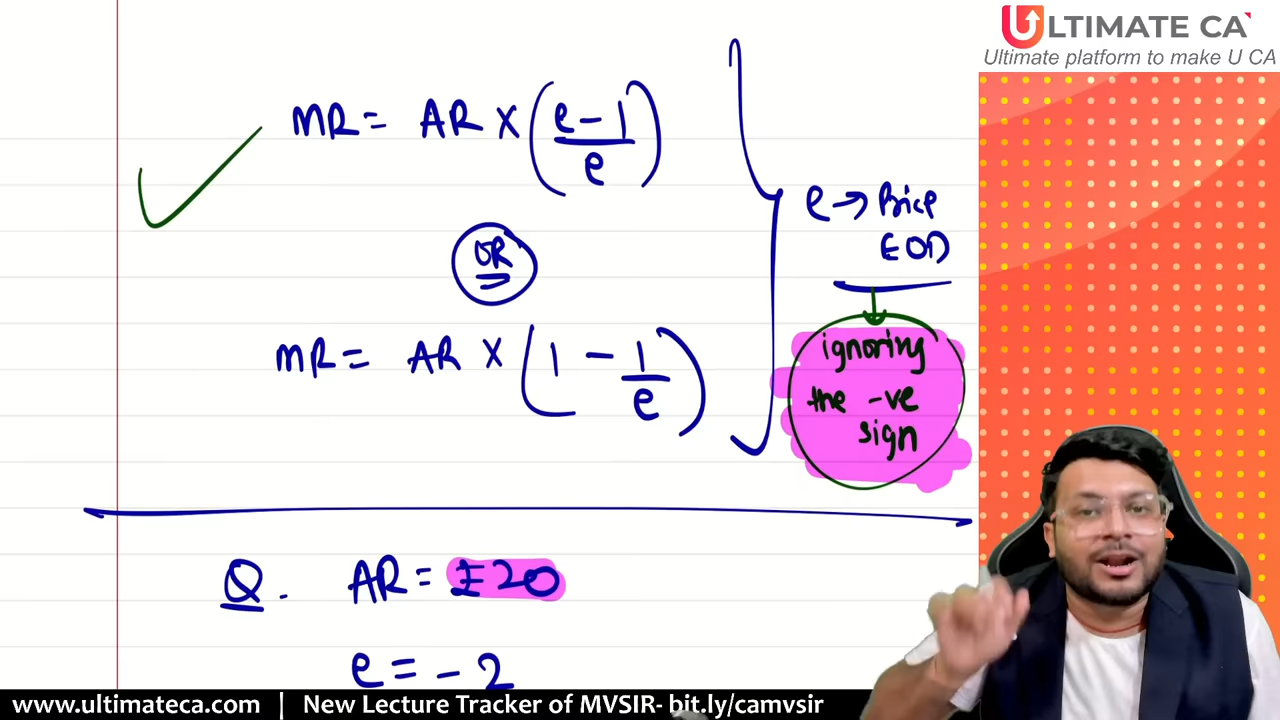 ULTIMATE CA
Ultimate platform to make U CA
MR = AR × (e - 1 / e)
OR
MR = AR × (1 - 1 / e)
e → Price
EOD
ignoring
the -ve
sign
Q. AR = ₹20
e = - 2
www.ultimateca.com | New Lecture Tracker of MVSIR- bit.ly/camvsir